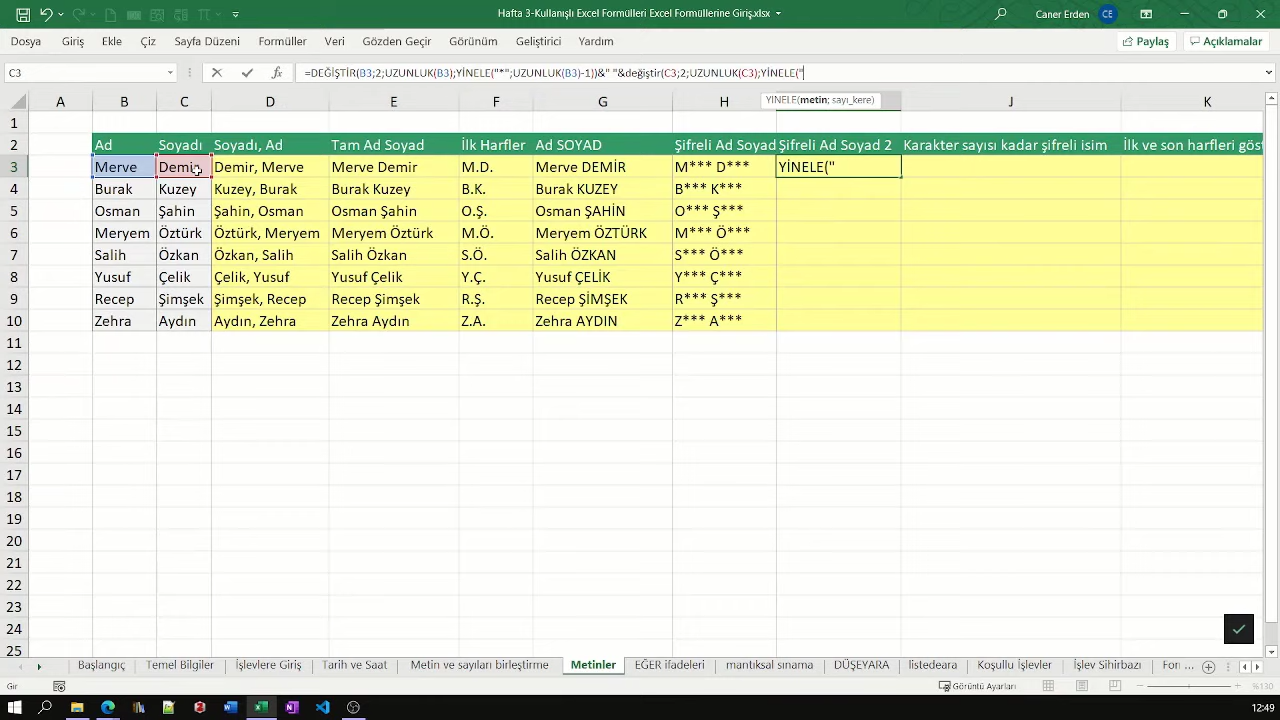 Hafta 3-Kullanışlı Excel Formülleri Excel Formüllerine Giriş.xlsx
Caner Erden CE
Dosya Giriş Ekle Çiz Sayfa Düzeni Formüller Veri Gözden Geçir Görünüm Geliştirici Yardım Paylaş Açıklamalar
C3 fx =DEĞİŞTİR(B3;2;UZUNLUK(B3);YİNELE("*";UZUNLUK(B3)-1))&" "&değiştir(C3;2;UZUNLUK(C3);YİNELE("
YİNELE(metin; sayı_kere)
A B C D E F G H J K
1
2 Ad Soyadı Soyadı, Ad Tam Ad Soyad İlk Harfler Ad SOYAD Şifreli Ad Soyad Şifreli Ad Soyad 2 Karakter sayısı kadar şifreli isim İlk ve son harfleri göst
3 Merve Demir Demir, Merve Merve Demir M.D. Merve DEMİR M*** D*** YİNELE("
4 Burak Kuzey Kuzey, Burak Burak Kuzey B.K. Burak KUZEY B*** K***
5 Osman Şahin Şahin, Osman Osman Şahin O.Ş. Osman ŞAHİN O*** Ş***
6 Meryem Öztürk Öztürk, Meryem Meryem Öztürk M.Ö. Meryem ÖZTÜRK M*** Ö***
7 Salih Özkan Özkan, Salih Salih Özkan S.Ö. Salih ÖZKAN S*** Ö***
8 Yusuf Çelik Çelik, Yusuf Yusuf Çelik Y.Ç. Yusuf ÇELİK Y*** Ç***
9 Recep Şimşek Şimşek, Recep Recep Şimşek R.Ş. Recep ŞİMŞEK R*** Ş***
10 Zehra Aydın Aydın, Zehra Zehra Aydın Z.A. Zehra AYDIN Z*** A***
11
12
13
14
15
16
17
18
19
20
21
22
23
24
25
Başlangıç Temel Bilgiler İşlevlere Giriş Tarih ve Saat Metin ve sayıları birleştirme Metinler EĞER ifadeleri mantıksal sınama DÜŞEYARA listedeara Koşullu İşlevler İşlev Sihirbazı For ...
Gir Görüntü Ayarları %130
12:49